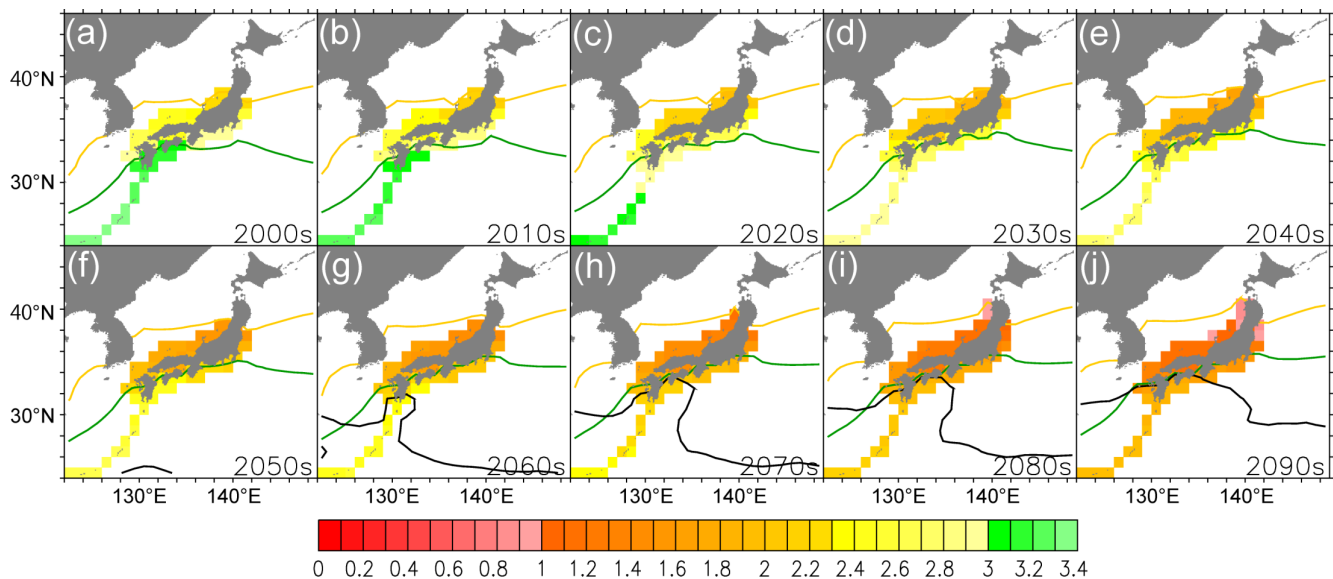 (a) (b) (c) (d) (e)
40°N
30°N
2000s 2010s 2020s 2030s 2040s
(f) (g) (h) (i) (j)
40°N
30°N
2050s 2060s 2070s 2080s 2090s
130°E 140°E 130°E 140°E 130°E 140°E 130°E 140°E 130°E 140°E
0 0.2 0.4 0.6 0.8 1 1.2 1.4 1.6 1.8 2 2.2 2.4 2.6 2.8 3 3.2 3.4